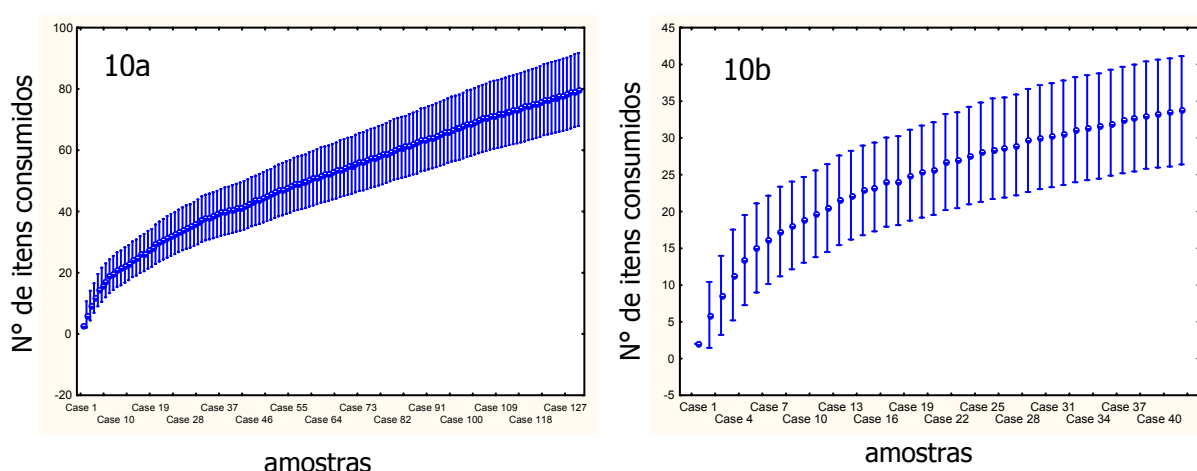 10a
N° de itens consumidos
100
80
60
40
20
0
-20
Case 1 Case 19 Case 37 Case 55 Case 73 Case 91 Case 109 Case 127
Case 10 Case 28 Case 46 Case 64 Case 82 Case 100 Case 118
amostras
10b
N° de itens consumidos
45
40
35
30
25
20
15
10
5
0
-5
Case 1 Case 7 Case 13 Case 19 Case 25 Case 31 Case 37
Case 4 Case 10 Case 16 Case 22 Case 28 Case 34 Case 40
amostras